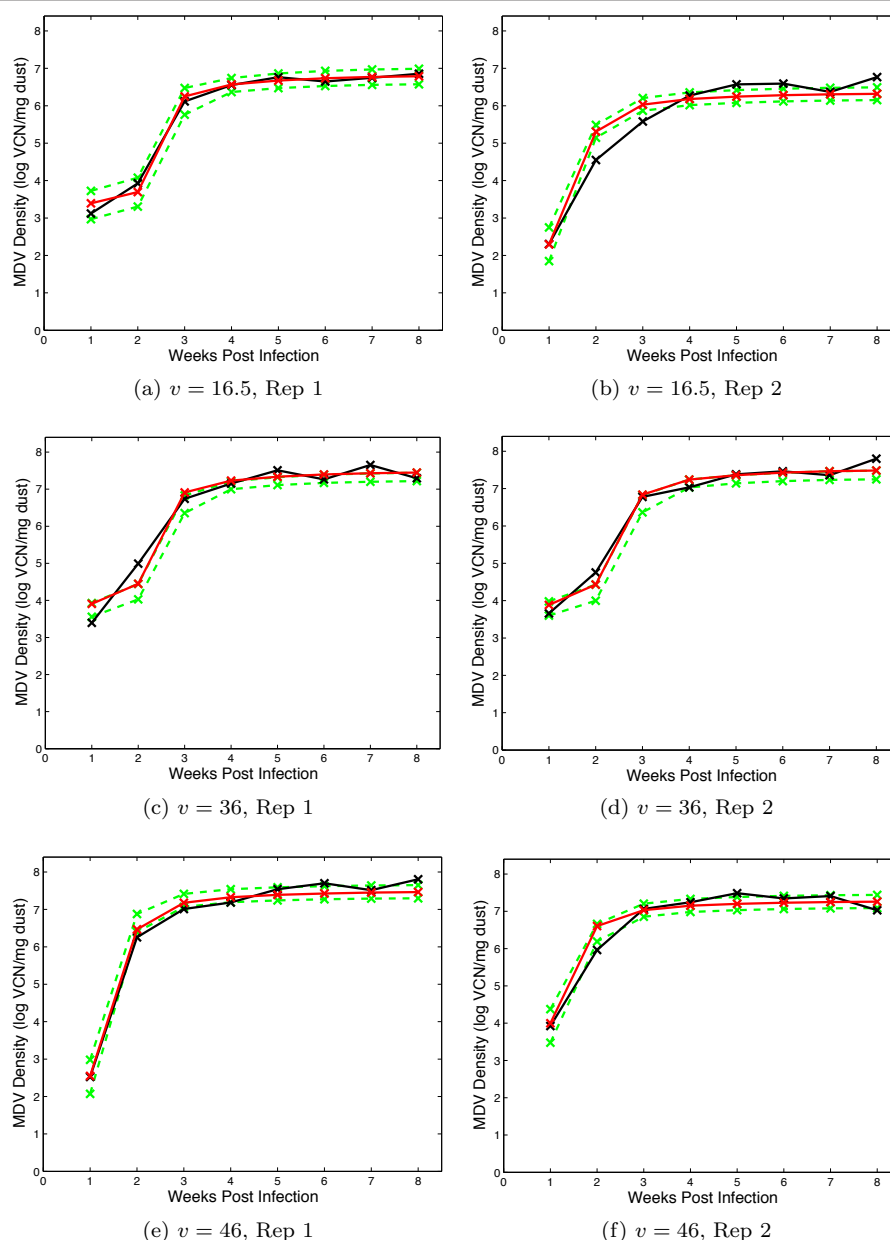 8
7
6
5
4
3
2
1
0
MDV Density (log VCN/mg dust)
0 1 2 3 4 5 6 7 8
Weeks Post Infection
(a) v = 16.5, Rep 1
8
7
6
5
4
3
2
1
0
MDV Density (log VCN/mg dust)
0 1 2 3 4 5 6 7 8
Weeks Post Infection
(b) v = 16.5, Rep 2
8
7
6
5
4
3
2
1
0
MDV Density (log VCN/mg dust)
0 1 2 3 4 5 6 7 8
Weeks Post Infection
(c) v = 36, Rep 1
8
7
6
5
4
3
2
1
0
MDV Density (log VCN/mg dust)
0 1 2 3 4 5 6 7 8
Weeks Post Infection
(d) v = 36, Rep 2
8
7
6
5
4
3
2
1
0
MDV Density (log VCN/mg dust)
0 1 2 3 4 5 6 7 8
Weeks Post Infection
(e) v = 46, Rep 1
8
7
6
5
4
3
2
1
0
MDV Density (log VCN/mg dust)
0 1 2 3 4 5 6 7 8
Weeks Post Infection
(f) v = 46, Rep 2